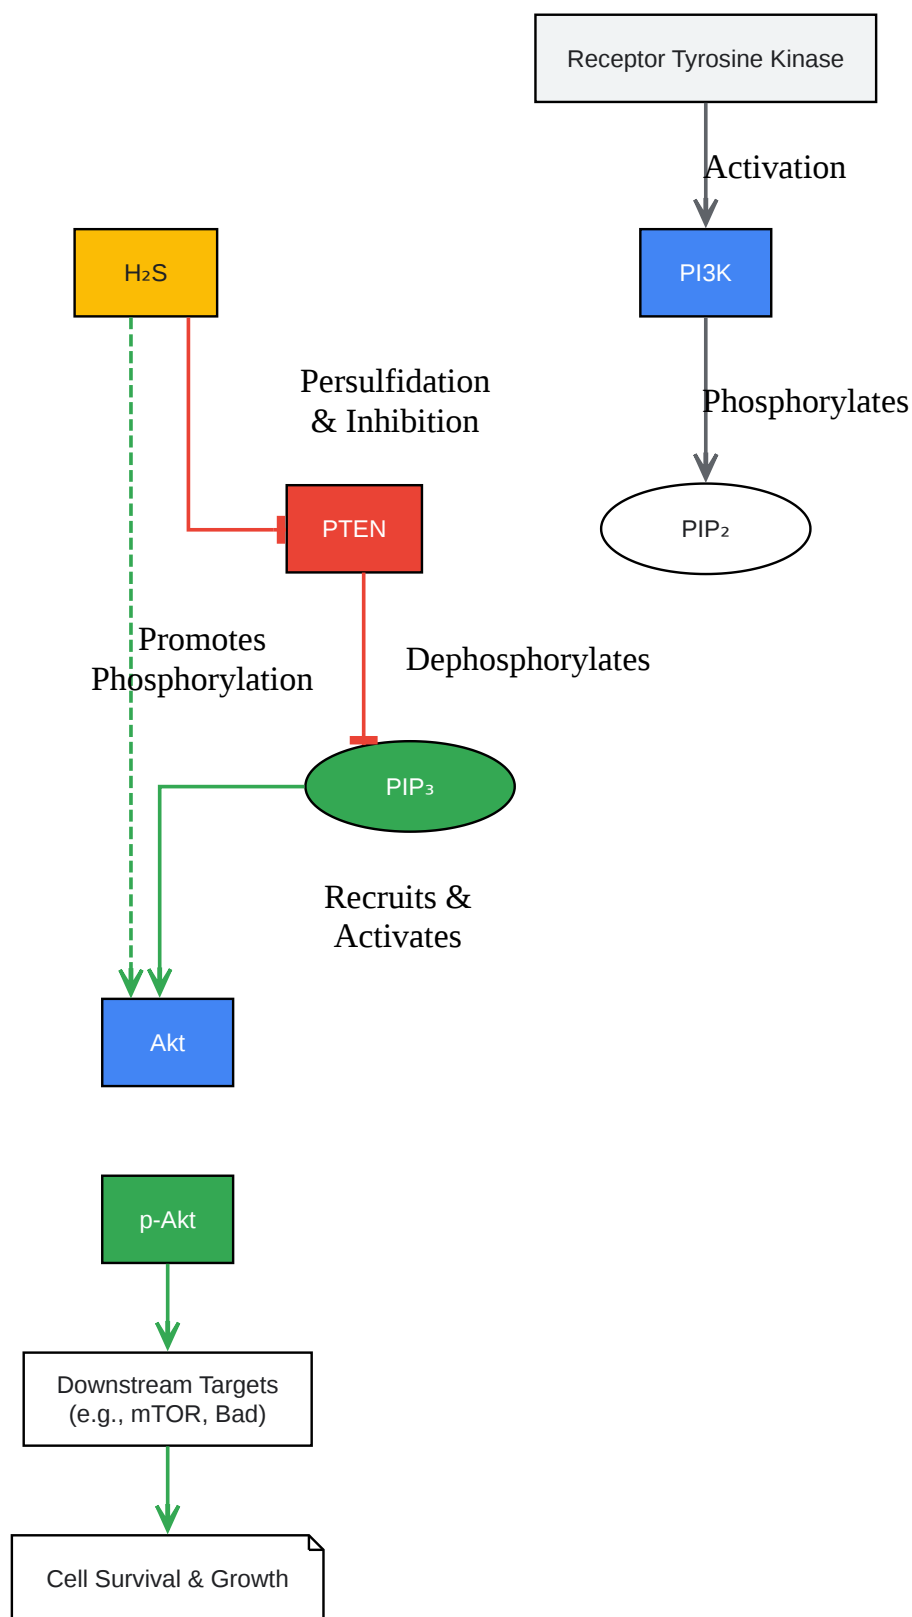 Receptor Tyrosine Kinase
Activation
H₂S
PI3K
Persulfidation
& Inhibition
Phosphorylates
PTEN
PIP₂
Promotes
Phosphorylation
Dephosphorylates
PIP₃
Recruits &
Activates
Akt
p-Akt
Downstream Targets
(e.g., mTOR, Bad)
Cell Survival & Growth